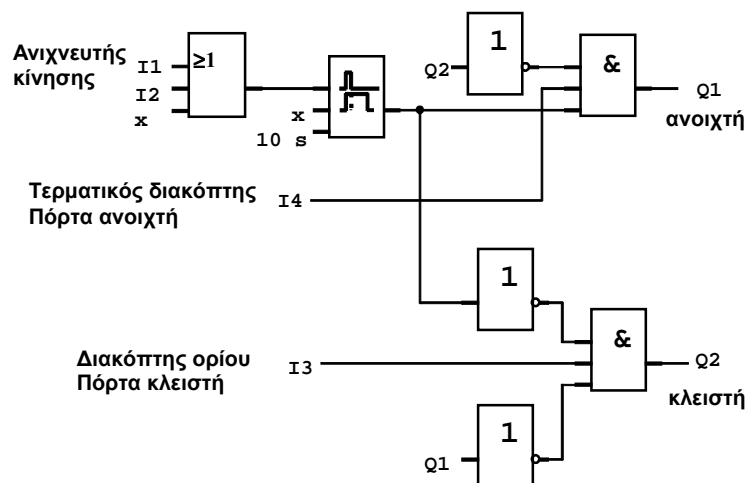 Ανιχνευτής
κίνησης
I1
I2
x
≥1
x
10 s
Q2
1
&
Q1
ανοιχτή
Τερματικός διακόπτης
Πόρτα ανοιχτή
I4
1
Διακόπτης ορίου
Πόρτα κλειστή
I3
&
Q2
κλειστή
1
Q1